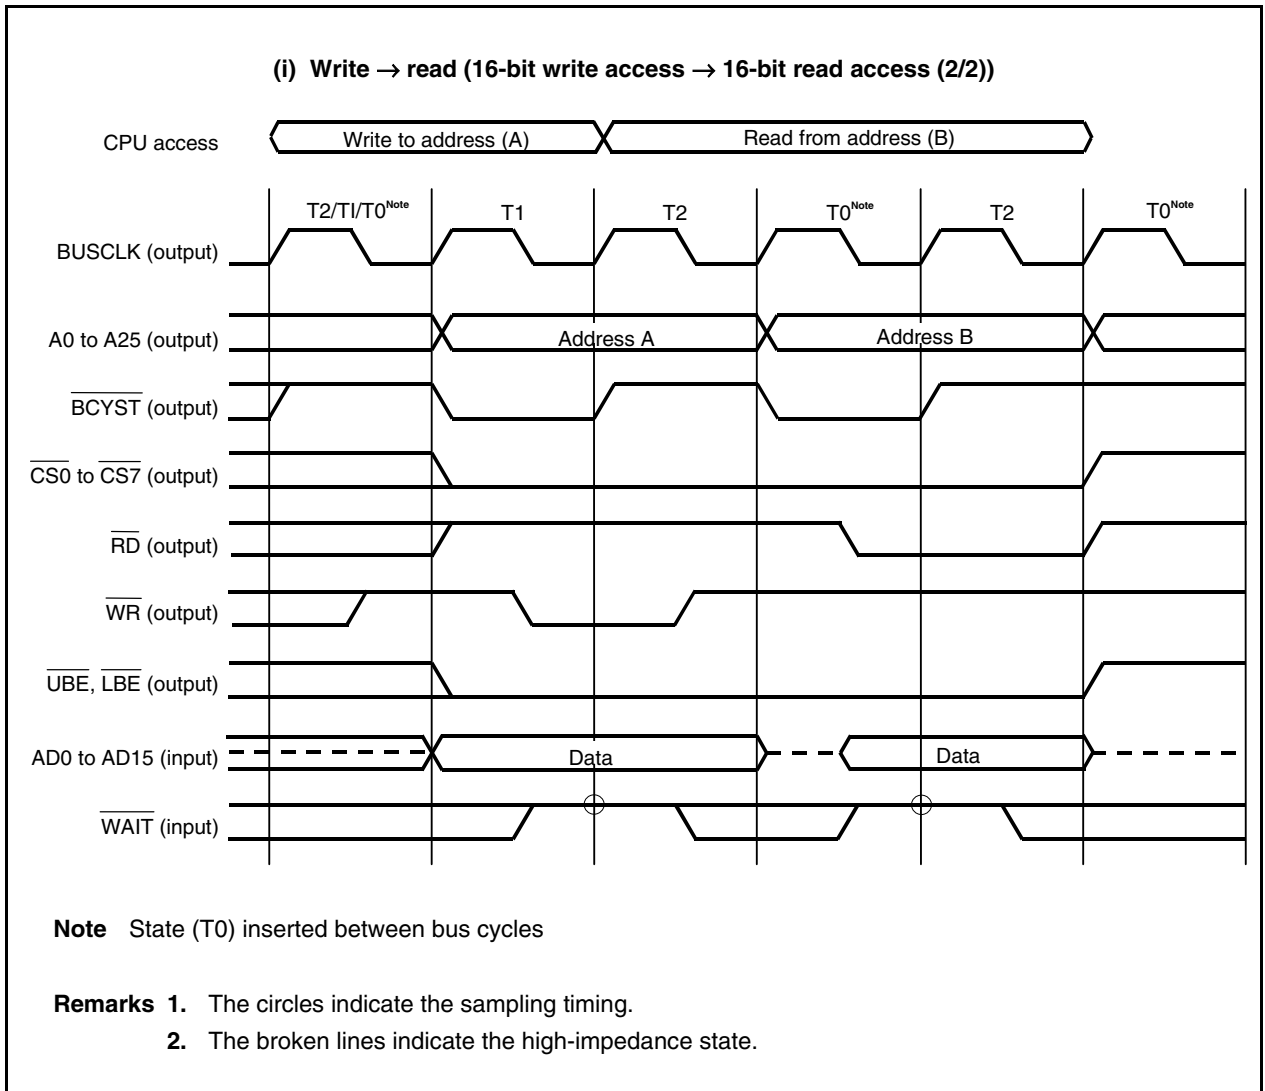 (i) Write → read (16-bit write access → 16-bit read access (2/2))
CPU access
Write to address (A)
Read from address (B)
T2/TI/T0Note
T1
T2
T0Note
T2
T0Note
BUSCLK (output)
A0 to A25 (output)
Address A
Address B
BCYST (output)
CS0 to CS7 (output)
RD (output)
WR (output)
UBE, LBE (output)
AD0 to AD15 (input)
Data
Data
WAIT (input)
Note State (T0) inserted between bus cycles
Remarks 1. The circles indicate the sampling timing.
2. The broken lines indicate the high-impedance state.